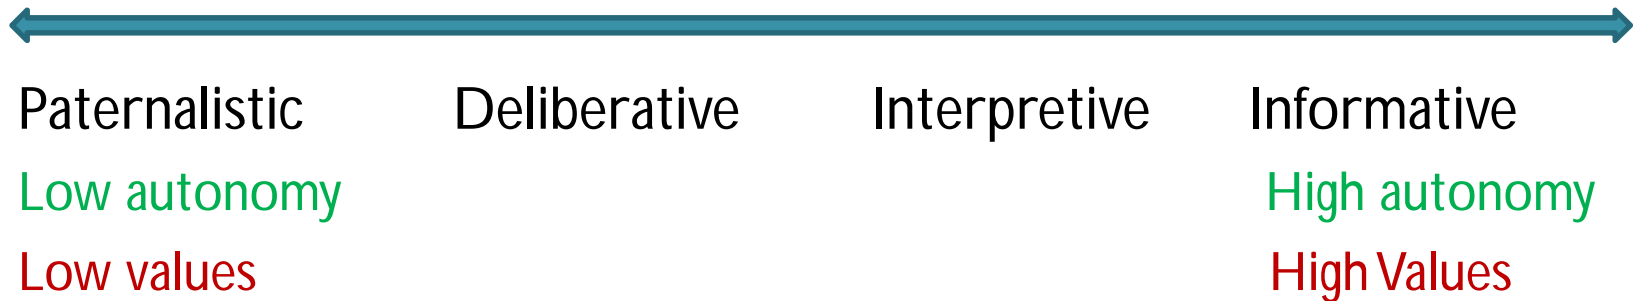 Paternalistic Deliberative Interpretive Informative
Low autonomy High autonomy
Low values High Values